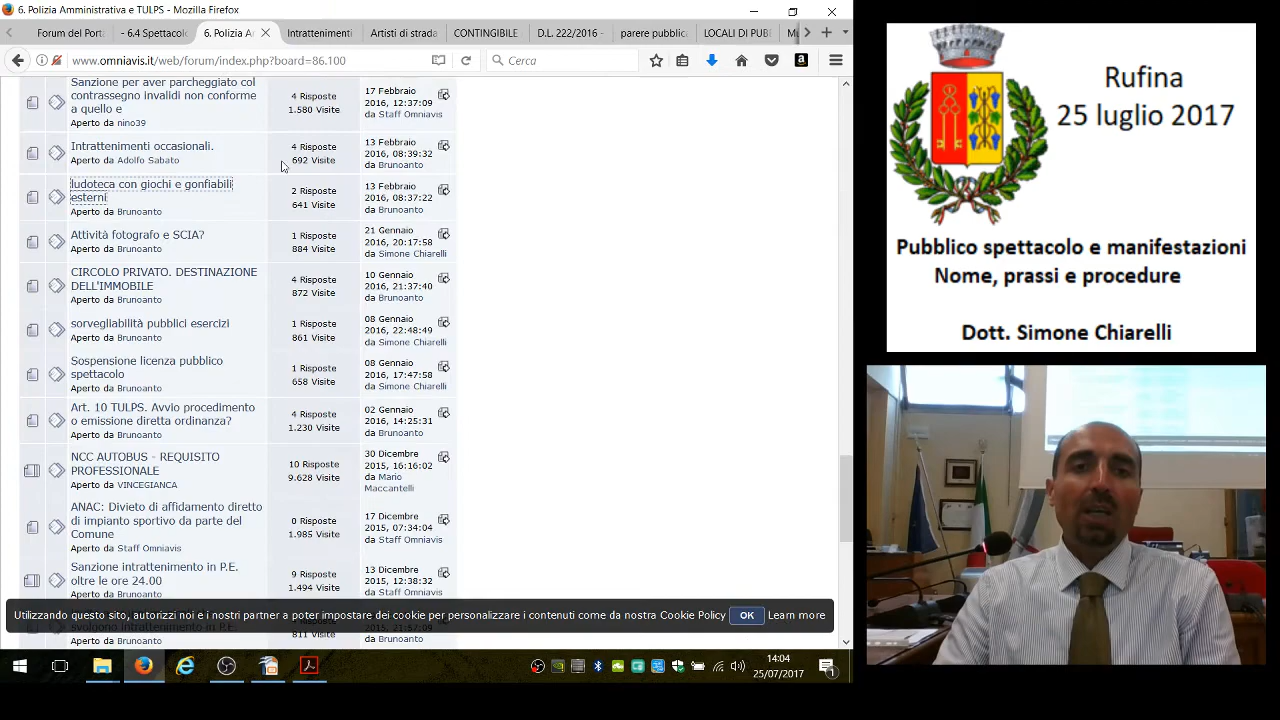 6. Polizia Amministrativa e TULPS - Mozilla Firefox
Forum del Port
- 6.4 Spettacol
6. Polizia A
Intrattenimenti
Artisti di strada
CONTINGIBILE
D.L. 222/2016 -
parere pubblic
LOCALI DI PUB
www.omniavis.it/web/forum/index.php?board=86.100
Cerca
Sanzione per aver parcheggiato col
contrassegno invalidi non conforme
a quello e
Aperto da nino39
4 Risposte
1.580 Visite
17 Febbraio
2016, 12:37:09
da Staff Omniavis
Intrattenimenti occasionali.
Aperto da Adolfo Sabato
4 Risposte
692 Visite
13 Febbraio
2016, 08:39:32
da Brunoanto
ludoteca con giochi e gonfiabili
esterni
Aperto da Brunoanto
2 Risposte
641 Visite
13 Febbraio
2016, 08:37:22
da Brunoanto
Attività fotografo e SCIA?
Aperto da Brunoanto
1 Risposte
884 Visite
21 Gennaio
2016, 20:17:58
da Simone Chiarelli
CIRCOLO PRIVATO. DESTINAZIONE
DELL'IMMOBILE
Aperto da Brunoanto
4 Risposte
872 Visite
10 Gennaio
2016, 21:37:40
da Brunoanto
sorvegliabilità pubblici esercizi
Aperto da Brunoanto
1 Risposte
861 Visite
08 Gennaio
2016, 22:48:49
da Simone Chiarelli
Sospensione licenza pubblico
spettacolo
Aperto da Brunoanto
1 Risposte
658 Visite
08 Gennaio
2016, 17:47:58
da Simone Chiarelli
Art. 10 TULPS. Avvio procedimento
o emissione diretta ordinanza?
Aperto da Brunoanto
4 Risposte
1.230 Visite
02 Gennaio
2016, 14:25:31
da Brunoanto
NCC AUTOBUS - REQUISITO
PROFESSIONALE
Aperto da VINCEGIANCA
10 Risposte
9.628 Visite
30 Dicembre
2015, 16:16:02
da Mario
Maccantelli
ANAC: Divieto di affidamento diretto
di impianto sportivo da parte del
Comune
Aperto da Staff Omniavis
0 Risposte
1.985 Visite
17 Dicembre
2015, 07:34:04
da Staff Omniavis
Sanzione intrattenimento in P.E.
oltre le ore 24.00
Aperto da Brunoanto
9 Risposte
1.494 Visite
13 Dicembre
2015, 12:38:32
da Staff Omniavis
Utilizzando questo sito, autorizzi noi e i nostri partner a poter impostare dei cookie per personalizzare i contenuti come da nostra Cookie Policy
OK
Learn more
svolgono intrattenimento in P.E.
Aperto da Brunoanto
811 Visite
2015, 21:57:09
da Brunoanto
14:04
25/07/2017
Rufina
25 luglio 2017
Pubblico spettacolo e manifestazioni
Nome, prassi e procedure
Dott. Simone Chiarelli